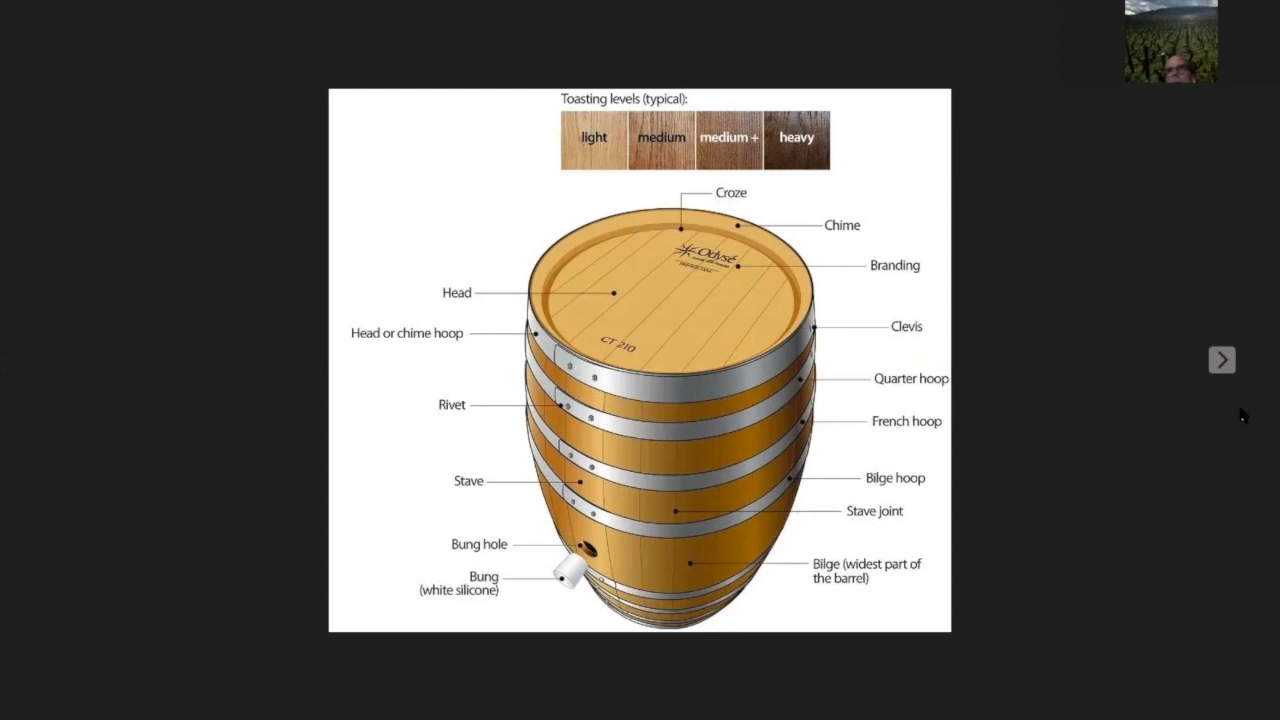 Toasting levels (typical):
light medium medium + heavy
Croze
Chime
Odysé
Branding
Head
Clevis
Head or chime hoop
CT 210
Quarter hoop
Rivet
French hoop
Bilge hoop
Stave
Stave joint
Bung hole
Bilge (widest part of
the barrel)
Bung
(white silicone)